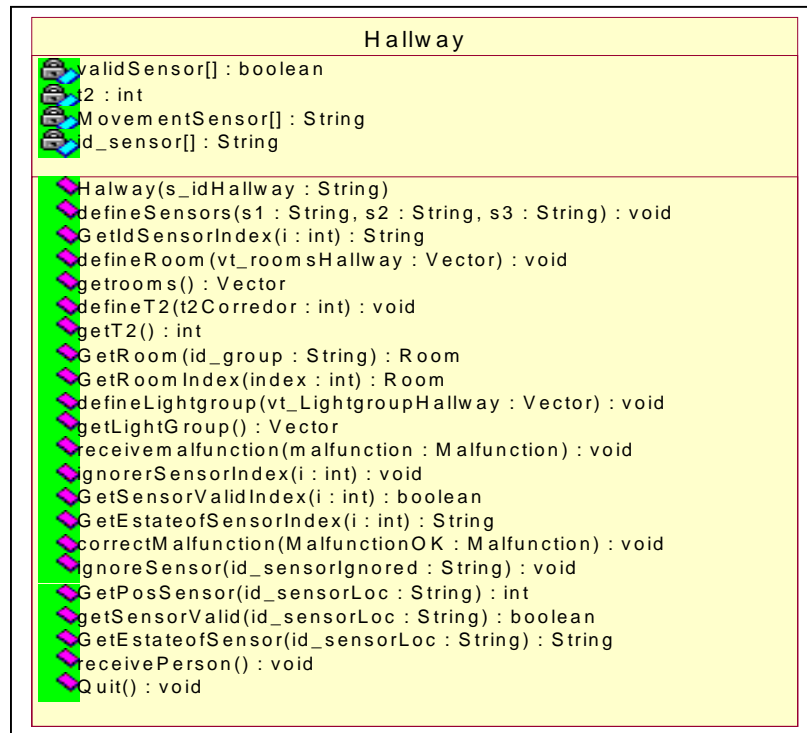 Hallway
validSensor[] : boolean
t2 : int
MovementSensor[] : String
id_sensor[] : String
Halway(s_idHallway : String)
defineSensors(s1 : String, s2 : String, s3 : String) : void
GetIdSensorIndex(i : int) : String
defineRoom(vt_roomsHallway : Vector) : void
getrooms() : Vector
defineT2(t2Corredor : int) : void
getT2() : int
GetRoom(id_group : String) : Room
GetRoomIndex(index : int) : Room
defineLightgroup(vt_LightgroupHallway : Vector) : void
getLightGroup() : Vector
receivemalfunction(malfunction : Malfunction) : void
ignorerSensorIndex(i : int) : void
GetSensorValidIndex(i : int) : boolean
GetEstateofSensorIndex(i : int) : String
correctMalfunction(MalfunctionOK : Malfunction) : void
ignoreSensor(id_sensorIgnored : String) : void
GetPosSensor(id_sensorLoc : String) : int
getSensorValid(id_sensorLoc : String) : boolean
GetEstateofSensor(id_sensorLoc : String) : String
receivePerson() : void
Quit() : void